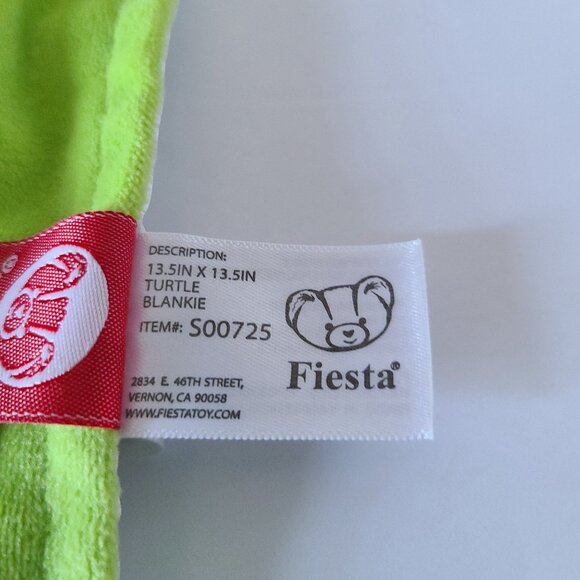 DESCRIPTION:
13.5IN X 13.5IN
TURTLE
BLANKIE
ITEM#: S00725
Fiesta®
2834 E. 46TH STREET,
VERNON, CA 90058
WWW.FIESTATOY.COM